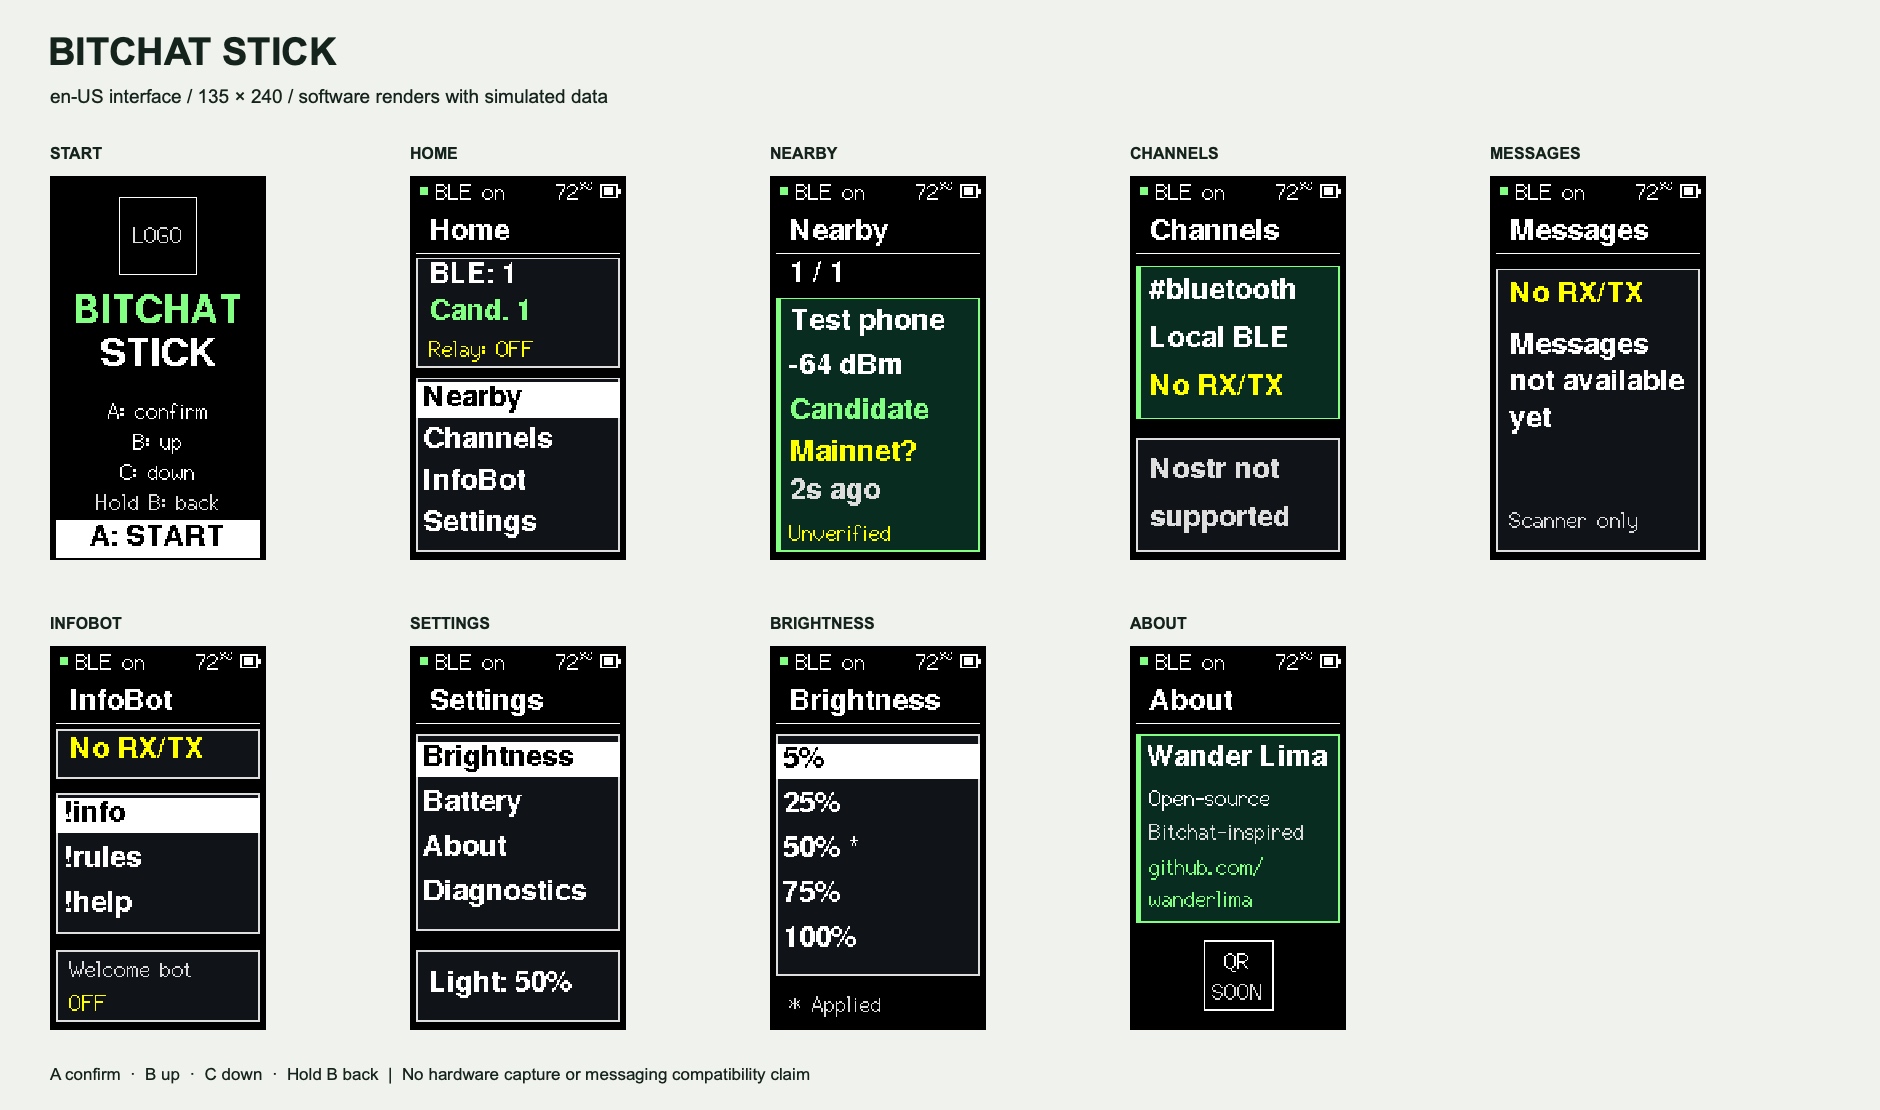 BITCHAT STICK
en-US interface / 135 × 240 / software renders with simulated data
START
LOGO
BITCHAT
STICK
A: confirm
B: up
C: down
Hold B: back
A: START
HOME
BLE on 72%
Home
BLE: 1
Cand. 1
Relay: OFF
Nearby
Channels
InfoBot
Settings
NEARBY
BLE on 72%
Nearby
1 / 1
Test phone
-64 dBm
Candidate
Mainnet?
2s ago
Unverified
CHANNELS
BLE on 72%
Channels
#bluetooth
Local BLE
No RX/TX
Nostr not
supported
MESSAGES
BLE on 72%
Messages
No RX/TX
Messages
not available
yet
Scanner only
INFOBOT
BLE on 72%
InfoBot
No RX/TX
!info
!rules
!help
Welcome bot
OFF
SETTINGS
BLE on 72%
Settings
Brightness
Battery
About
Diagnostics
Light: 50%
BRIGHTNESS
BLE on 72%
Brightness
5%
25%
50% *
75%
100%
* Applied
ABOUT
BLE on 72%
About
Wander Lima
Open-source
Bitchat-inspired
github.com/
wanderlima
QR
SOON
A confirm · B up · C down · Hold B back | No hardware capture or messaging compatibility claim